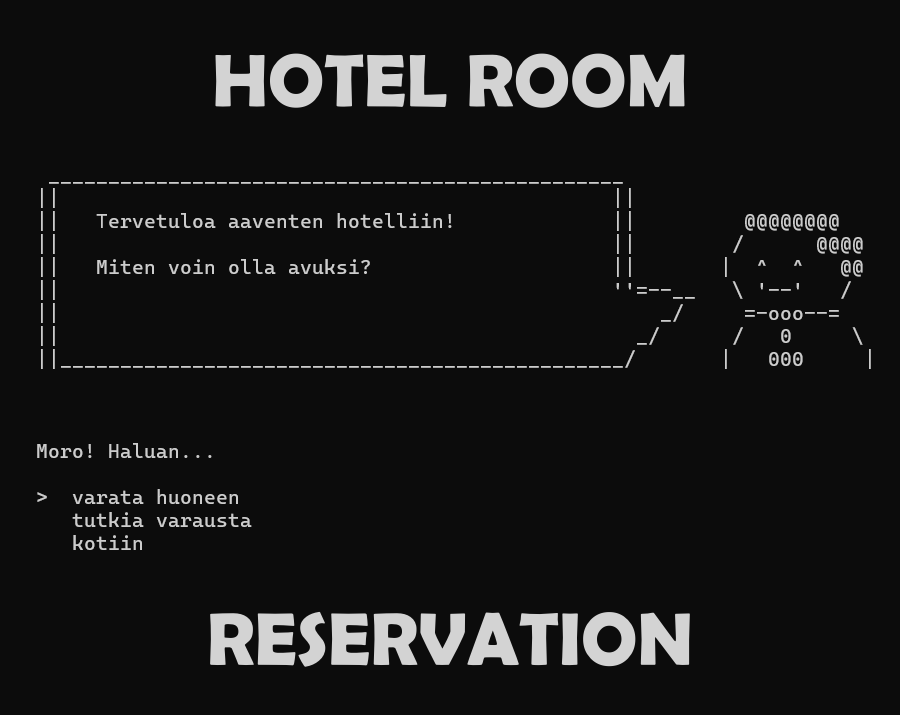 HOTEL ROOM
Tervetuloa aaventen hotelliin!
Miten voin olla avuksi?
Moro! Haluan...
> varata huoneen
tutkia varausta
kotiin
RESERVATION